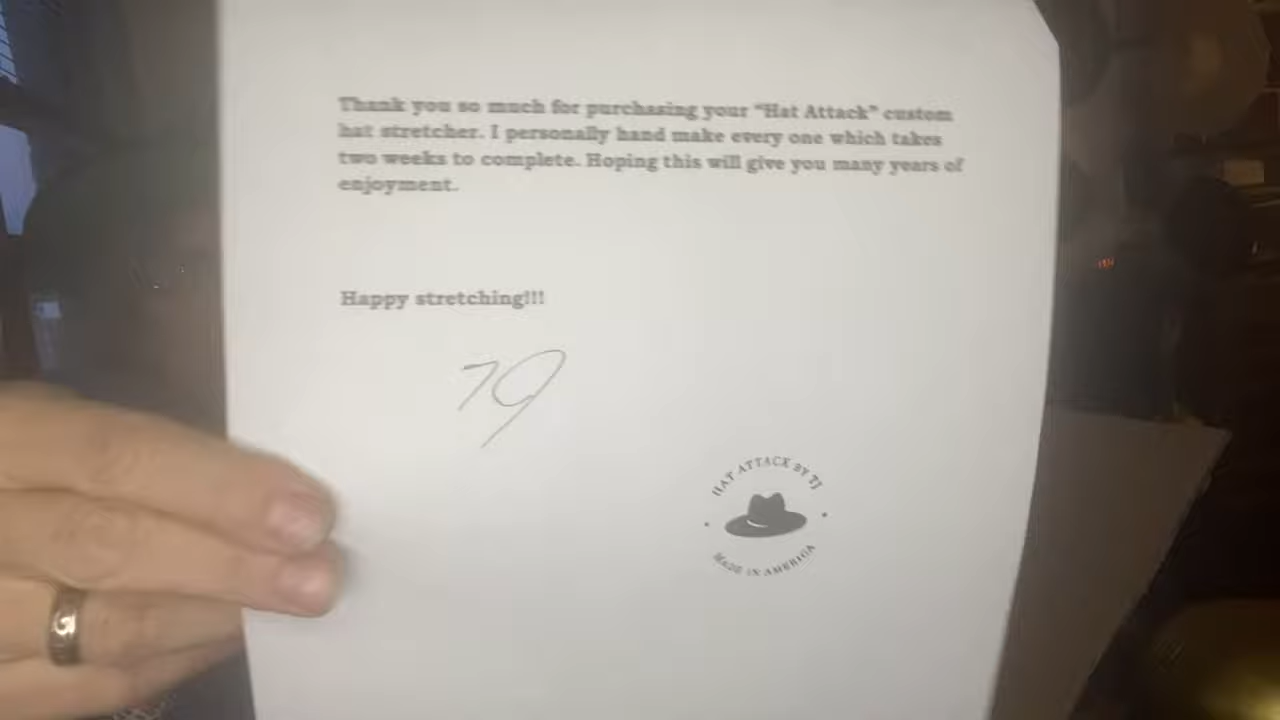 Thank you so much for purchasing your "Hat Attack" custom
hat stretcher. I personally hand make every one which takes
two weeks to complete. Hoping this will give you many years of
enjoyment.
Happy stretching!!!
TJ
HAT ATTACK BY TJ
MADE IN AMERICA